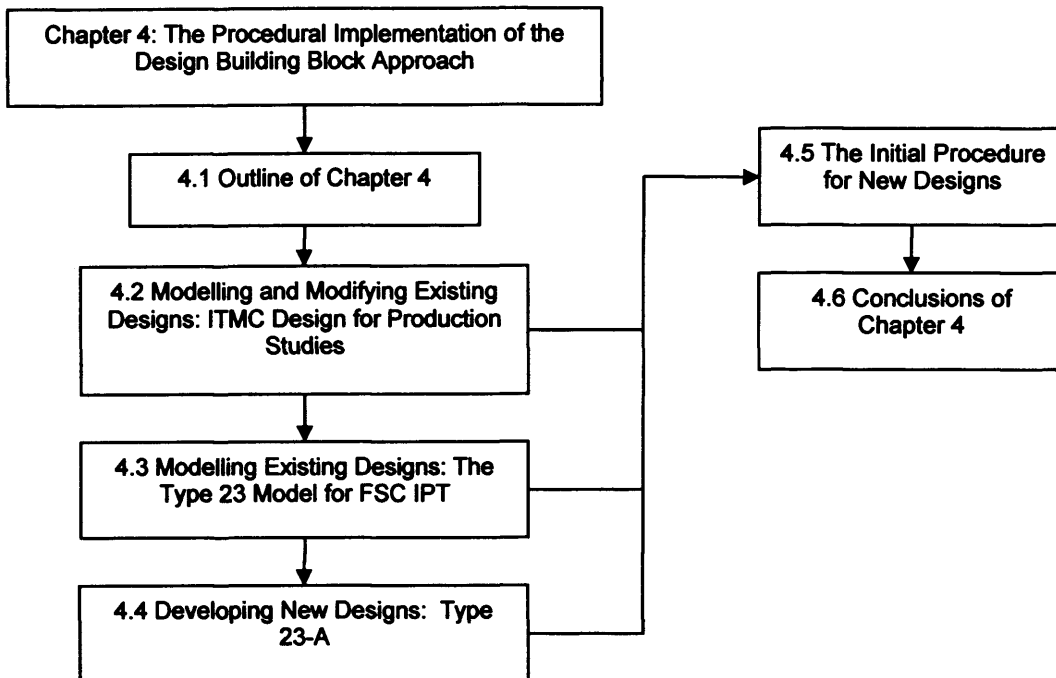 Chapter 4: The Procedural Implementation of the
Design Building Block Approach
4.1 Outline of Chapter 4
4.2 Modelling and Modifying Existing
Designs: ITMC Design for Production
Studies
4.3 Modelling Existing Designs: The
Type 23 Model for FSC IPT
4.4 Developing New Designs: Type
23-A
4.5 The Initial Procedure
for New Designs
4.6 Conclusions of
Chapter 4